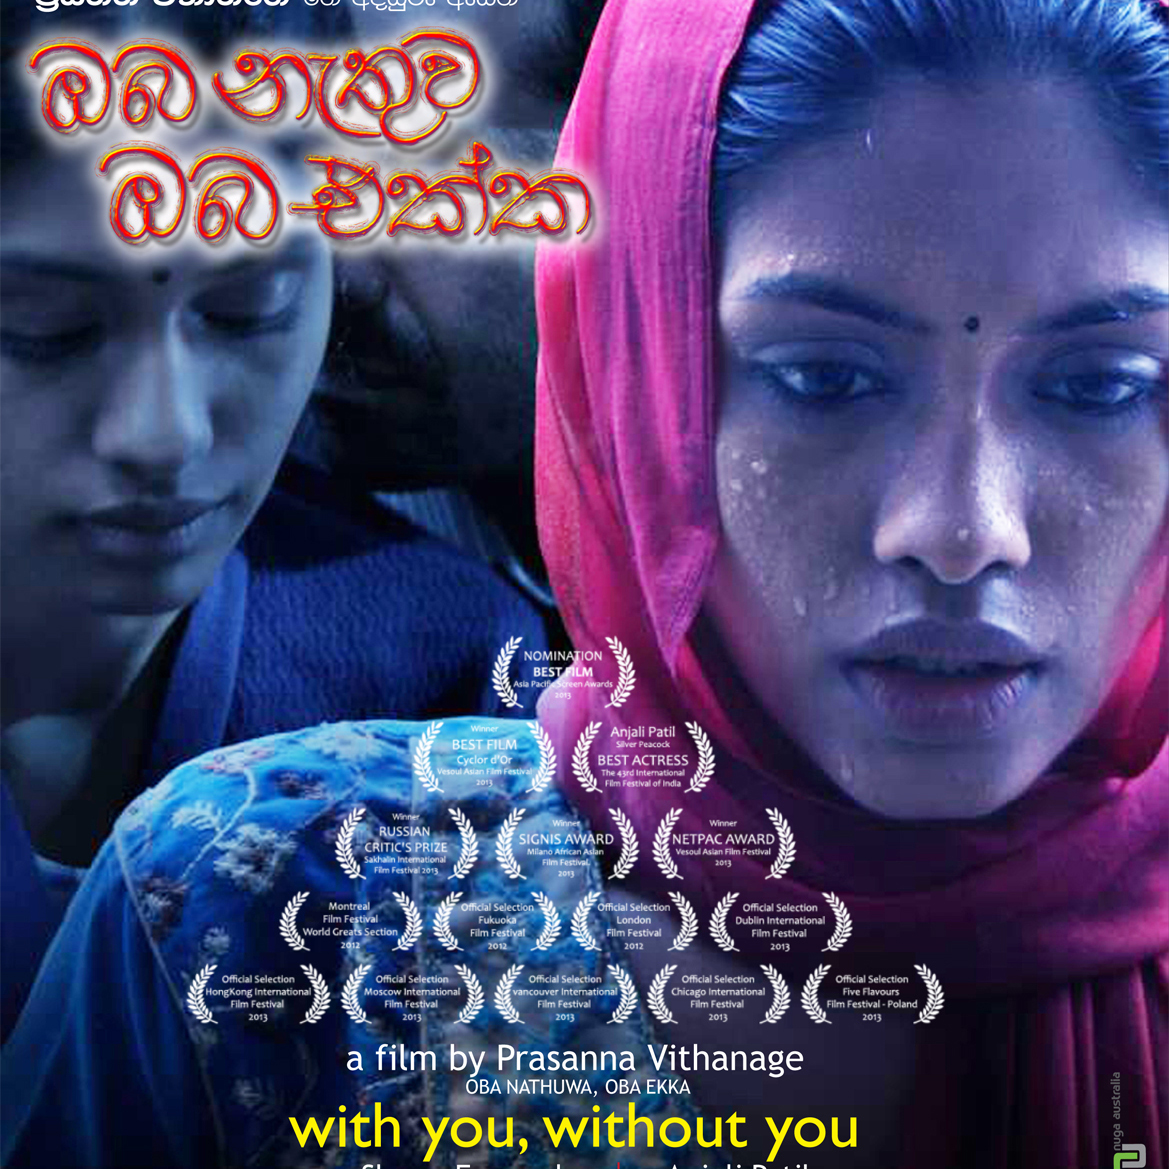 ඔබ නැතුව
ඔබ එක්ක
NOMINATION
BEST FILM
Asia Pacific Screen Awards
2013
Winner
BEST FILM
Cyclor d'Or
Vesoul Asian Film Festival
2013
Anjali Patil
Silver Peacock
BEST ACTRESS
The 43rd International
Film Festival of India
Winner
RUSSIAN
CRITIC'S PRIZE
Sakhalin International
Film Festival 2013
Winner
SIGNIS AWARD
Milano African Asian
Film Festival,
2013
Winner
NETPAC AWARD
Vesoul Asian Film Festival
2013
Montreal
Film Festival
World Greats Section
2012
Official Selection
Fukuoka
Film Festival
2012
Official Selection
London
Film Festival
2012
Official Selection
Dublin International
Film Festival
2013
Official Selection
HongKong International
Film Festival
2013
Official Selection
Moscow International
Film Festival
2013
Official Selection
vancouver International
Film Festival
2013
Official Selection
Chicago International
Film Festival
2013
Official Selection
Five Flavours
Film Festival - Poland
2013
a film by Prasanna Vithanage
OBA NATHUWA, OBA EKKA
with you, without you
Anjali Patil
nuga australia